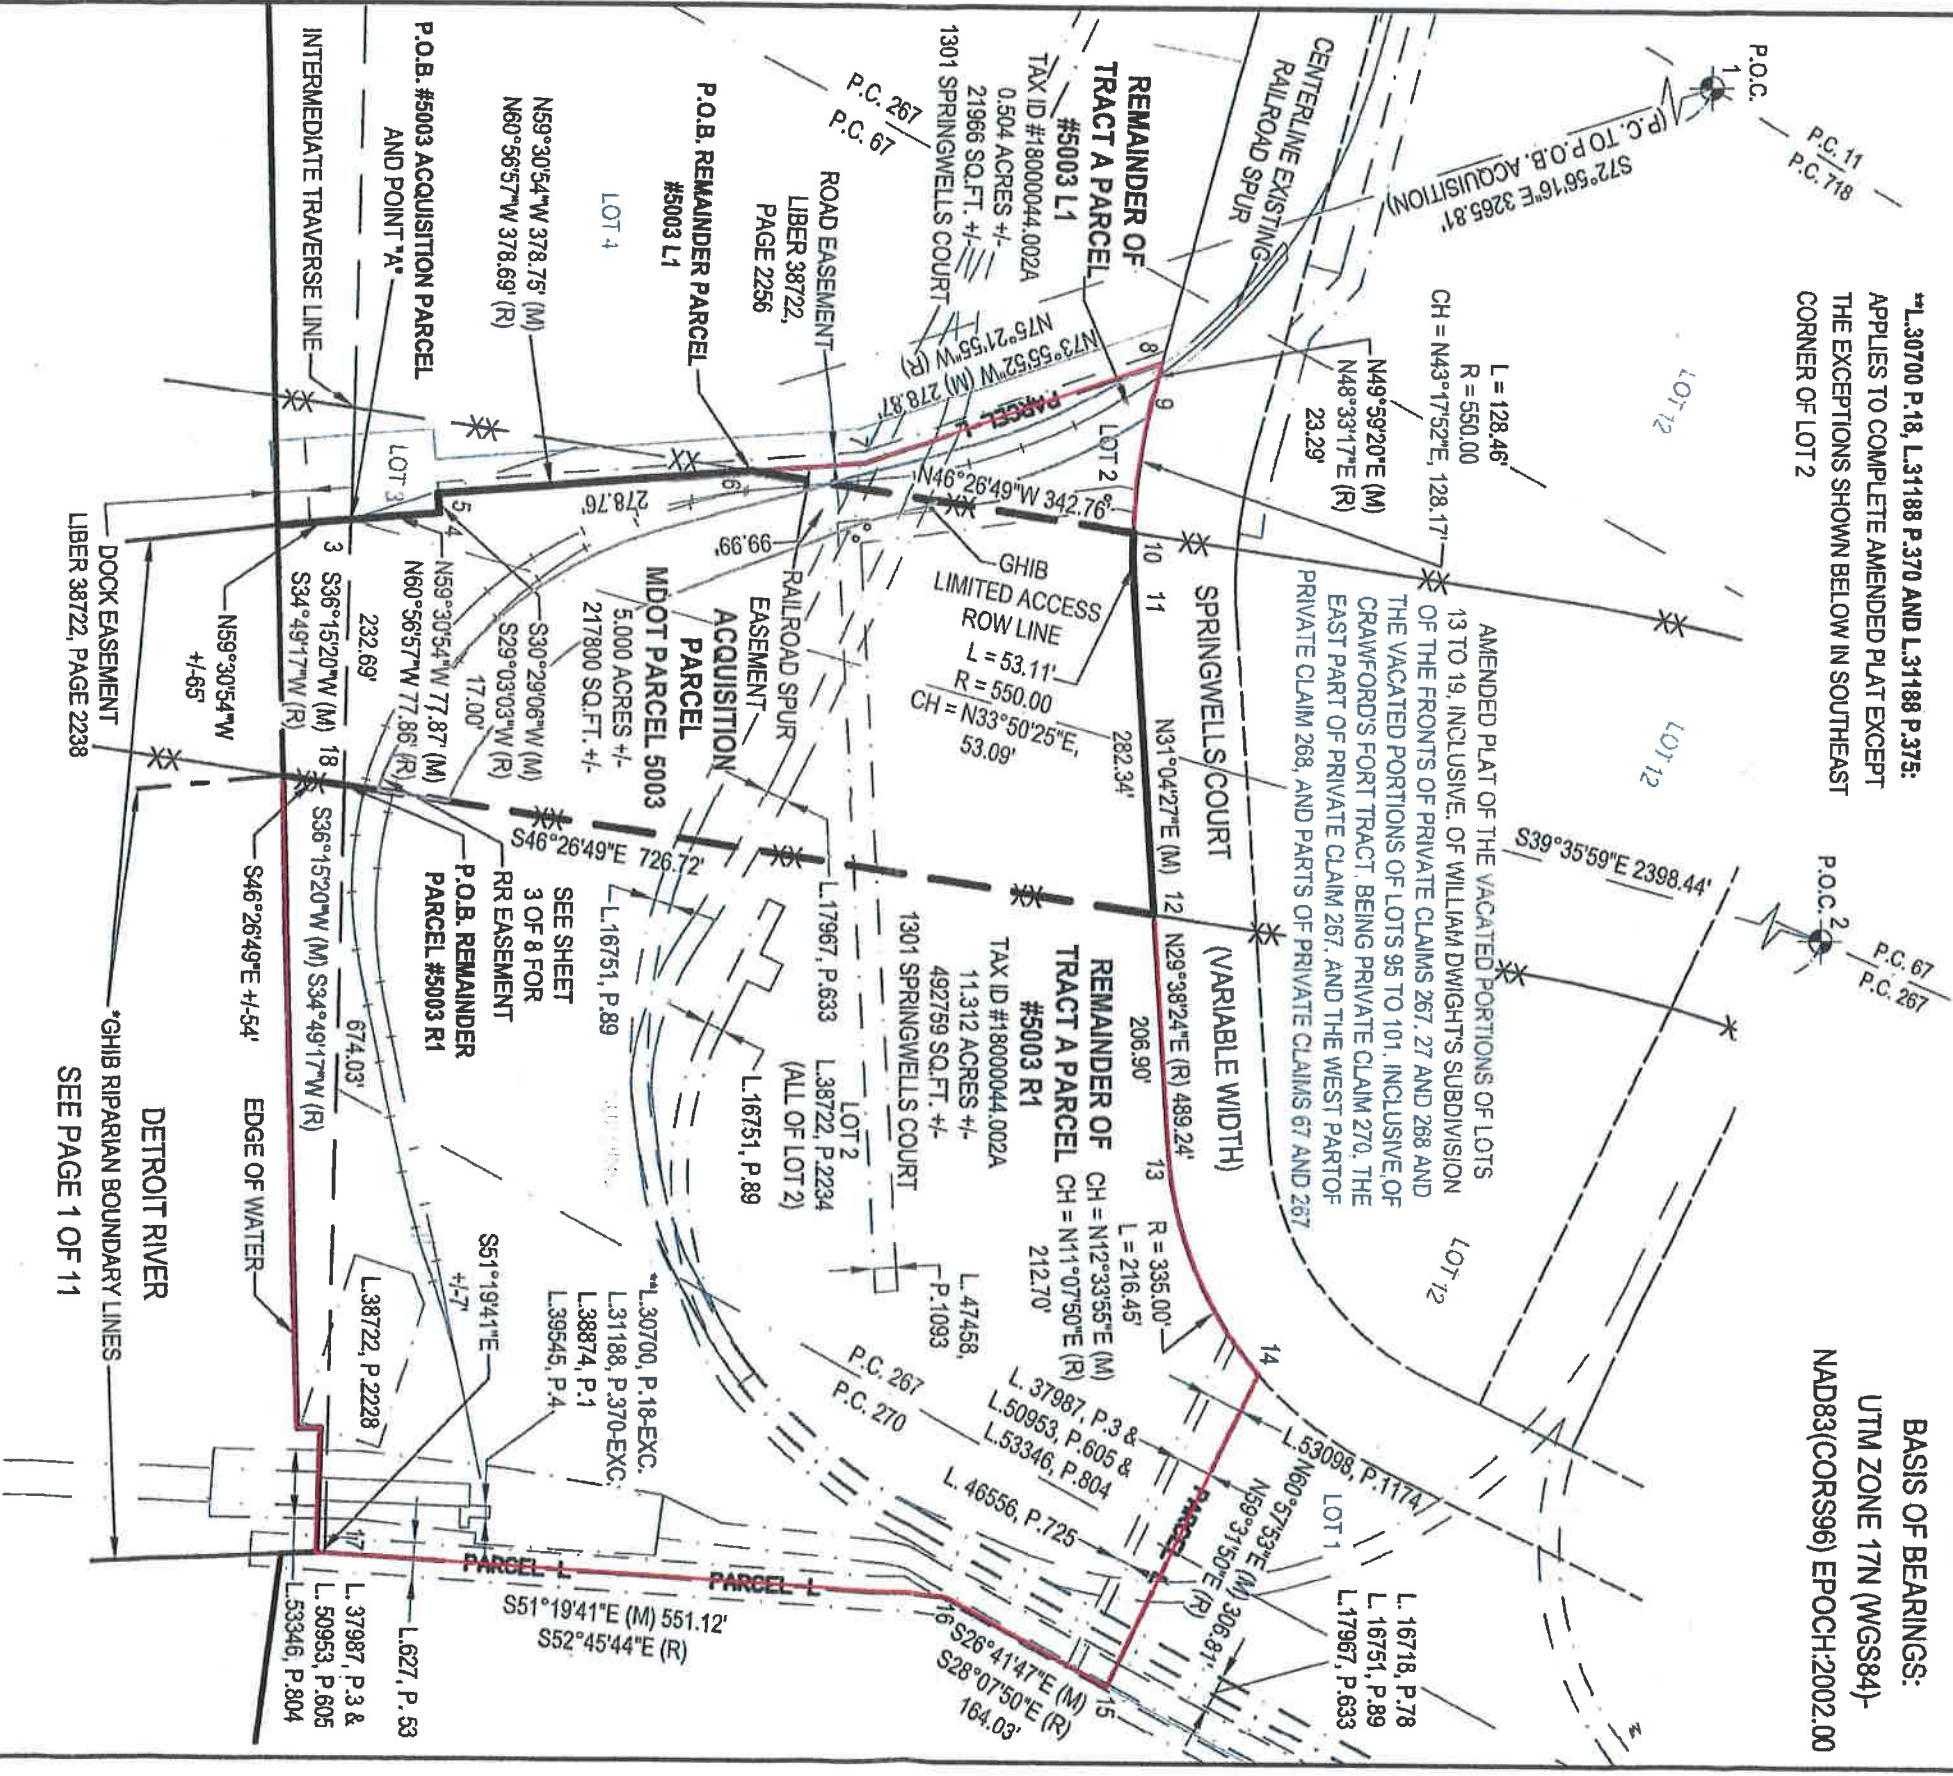 BASIS OF BEARINGS:
UTM ZONE 17N (WGS84)-
NAD83(CORS96) EPOCH:2002.00
**L.30700 P.18, L.31188 P.370 AND L.31188 P.375:
APPLIES TO COMPLETE AMENDED PLAT EXCEPT
THE EXCEPTIONS SHOWN BELOW IN SOUTHEAST
CORNER OF LOT 2
P.O.C.
1
P.C. 11
P.C. 718
S72°56'16"E 3265.81'
(P.C. TO P.O.B. ACQUISITION)
P.O.C. 2
P.C. 67
P.C. 267
S39°35'59"E 2398.44'
LOT 12
LOT 12
LOT 12
CENTERLINE EXISTING
RAILROAD SPUR
L = 128.46'
R = 550.00
CH = N43°17'52"E, 128.17'
N49°59'20"E (M)
N48°33'17"E (R)
23.29'
AMENDED PLAT OF THE VACATED PORTIONS OF LOTS
13 TO 19, INCLUSIVE, OF WILLIAM DWIGHT'S SUBDIVISION
OF THE FRONTS OF PRIVATE CLAIMS 267, 27 AND 268 AND
THE VACATED PORTIONS OF LOTS 95 TO 101, INCLUSIVE, OF
CRAWFORD'S FORT TRACT, BEING PRIVATE CLAIM 270, THE
EAST PART OF PRIVATE CLAIM 267, AND THE WEST PART OF
PRIVATE CLAIM 268, AND PARTS OF PRIVATE CLAIMS 67 AND 267
SPRINGWELLS COURT
(VARIABLE WIDTH)
REMAINDER OF
TRACT A PARCEL
#5003 L1
TAX ID #18000044.002A
0.504 ACRES +/-
21966 SQ.FT. +/-
1301 SPRINGWELLS COURT
P.C. 267
P.C. 67
8
9
10
11
12
13
14
15
16
17
18
3
4
5
6
LOT 2
N75°21'55"W (R)
N73°55'52"W (M) 278.87'
PARCEL L
N46°26'49"W 342.76'
GHIB
LIMITED ACCESS
ROW LINE
L = 53.11'
R = 550.00
CH = N33°50'25"E,
53.09'
N31°04'27"E (M)
282.34'
N29°38'24"E (R) 489.24'
206.90'
R = 335.00'
L = 216.45'
CH = N12°33'55"E (M)
CH = N11°07'50"E (R)
212.70'
REMAINDER OF
TRACT A PARCEL
#5003 R1
TAX ID #18000044.002A
11.312 ACRES +/-
492759 SQ.FT. +/-
1301 SPRINGWELLS COURT
L. 47458,
P.1093
ROAD EASEMENT
LIBER 38722,
PAGE 2256
P.O.B. REMAINDER PARCEL
#5003 L1
LOT 4
N59°30'54"W 378.75' (M)
N60°56'57"W 378.69' (R)
P.O.B. #5003 ACQUISITION PARCEL
AND POINT "A"
INTERMEDIATE TRAVERSE LINE
278.76'
99.99'
RAILROAD SPUR
EASEMENT
MDOT PARCEL 5003
ACQUISITION
PARCEL
5.000 ACRES +/-
217800 SQ.FT. +/-
S30°29'06"W (M)
S29°03'03"W (R)
17.00'
N59°30'54"W 77.87' (M)
N60°56'57"W 77.86' (R)
LOT 3
232.69'
S36°15'20"W (M)
S34°49'17"W (R)
N59°30'54"W
+/-65'
DOCK EASEMENT
LIBER 38722, PAGE 2238
S46°26'49"E 726.72'
L.17967, P.633
LOT 2
L.38722, P.2234
(ALL OF LOT 2)
L.16751, P.89
L.16751, P.89
SEE SHEET
3 OF 8 FOR
RR EASEMENT
P.O.B. REMAINDER
PARCEL #5003 R1
674.03'
S36°15'20"W (M) S34°49'17"W (R)
S46°26'49"E +/-54'
EDGE OF WATER
DETROIT RIVER
*GHIB RIPARIAN BOUNDARY LINES
SEE PAGE 1 OF 11
L.38722, P.2228
S51°19'41"E
+/-7'
**L.30700, P.18-EXC.
L.31188, P.370-EXC.
L.38874, P.1
L.39545, P.4
P.C. 267
P.C. 270
L. 37987, P.3 &
L.50953, P.605 &
L.53346, P.804
L. 46556, P.725
L.53098, P.1174
N60°57'53"E (M) 306.81'
N59°31'50"E (R)
LOT 1
PARCEL L
L. 16718, P.78
L. 16751, P.89
L.17967, P.633
S26°41'47"E (M)
S28°07'50"E (R)
164.03'
PARCEL L
PARCEL L
S51°19'41"E (M) 551.12'
S52°45'44"E (R)
L.627, P. 53
L. 37987, P.3 &
L. 50953, P.605
L.53346, P.804